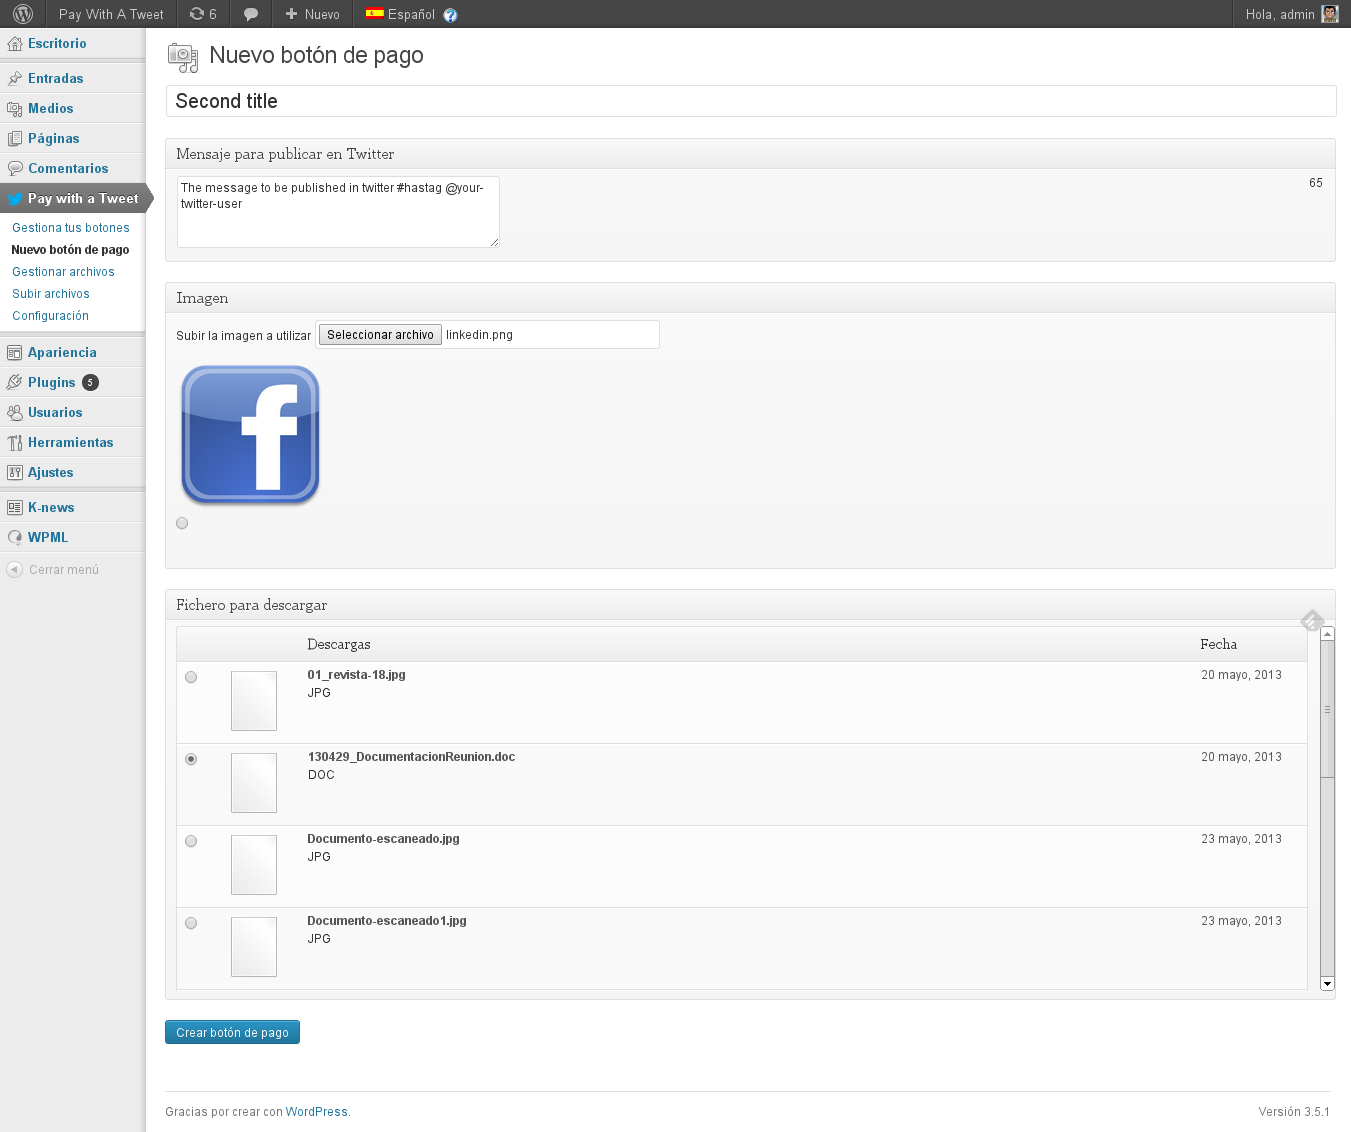 Pay With A Tweet
6
Nuevo
Español
Hola, admin
Escritorio
Entradas
Medios
Páginas
Comentarios
Pay with a Tweet
Gestiona tus botones
Nuevo botón de pago
Gestionar archivos
Subir archivos
Configuración
Apariencia
Plugins 5
Usuarios
Herramientas
Ajustes
K-news
WPML
Cerrar menú
Nuevo botón de pago
Second title
Mensaje para publicar en Twitter
The message to be published in twitter #hastag @your-
twitter-user
65
Imagen
Subir la imagen a utilizar Seleccionar archivo linkedin.png
Fichero para descargar
Descargas Fecha
01_revista-18.jpg 20 mayo, 2013
JPG
130429_DocumentacionReunion.doc 20 mayo, 2013
DOC
Documento-escaneado.jpg 23 mayo, 2013
JPG
Documento-escaneado1.jpg 23 mayo, 2013
JPG
Crear botón de pago
Gracias por crear con WordPress.
Versión 3.5.1